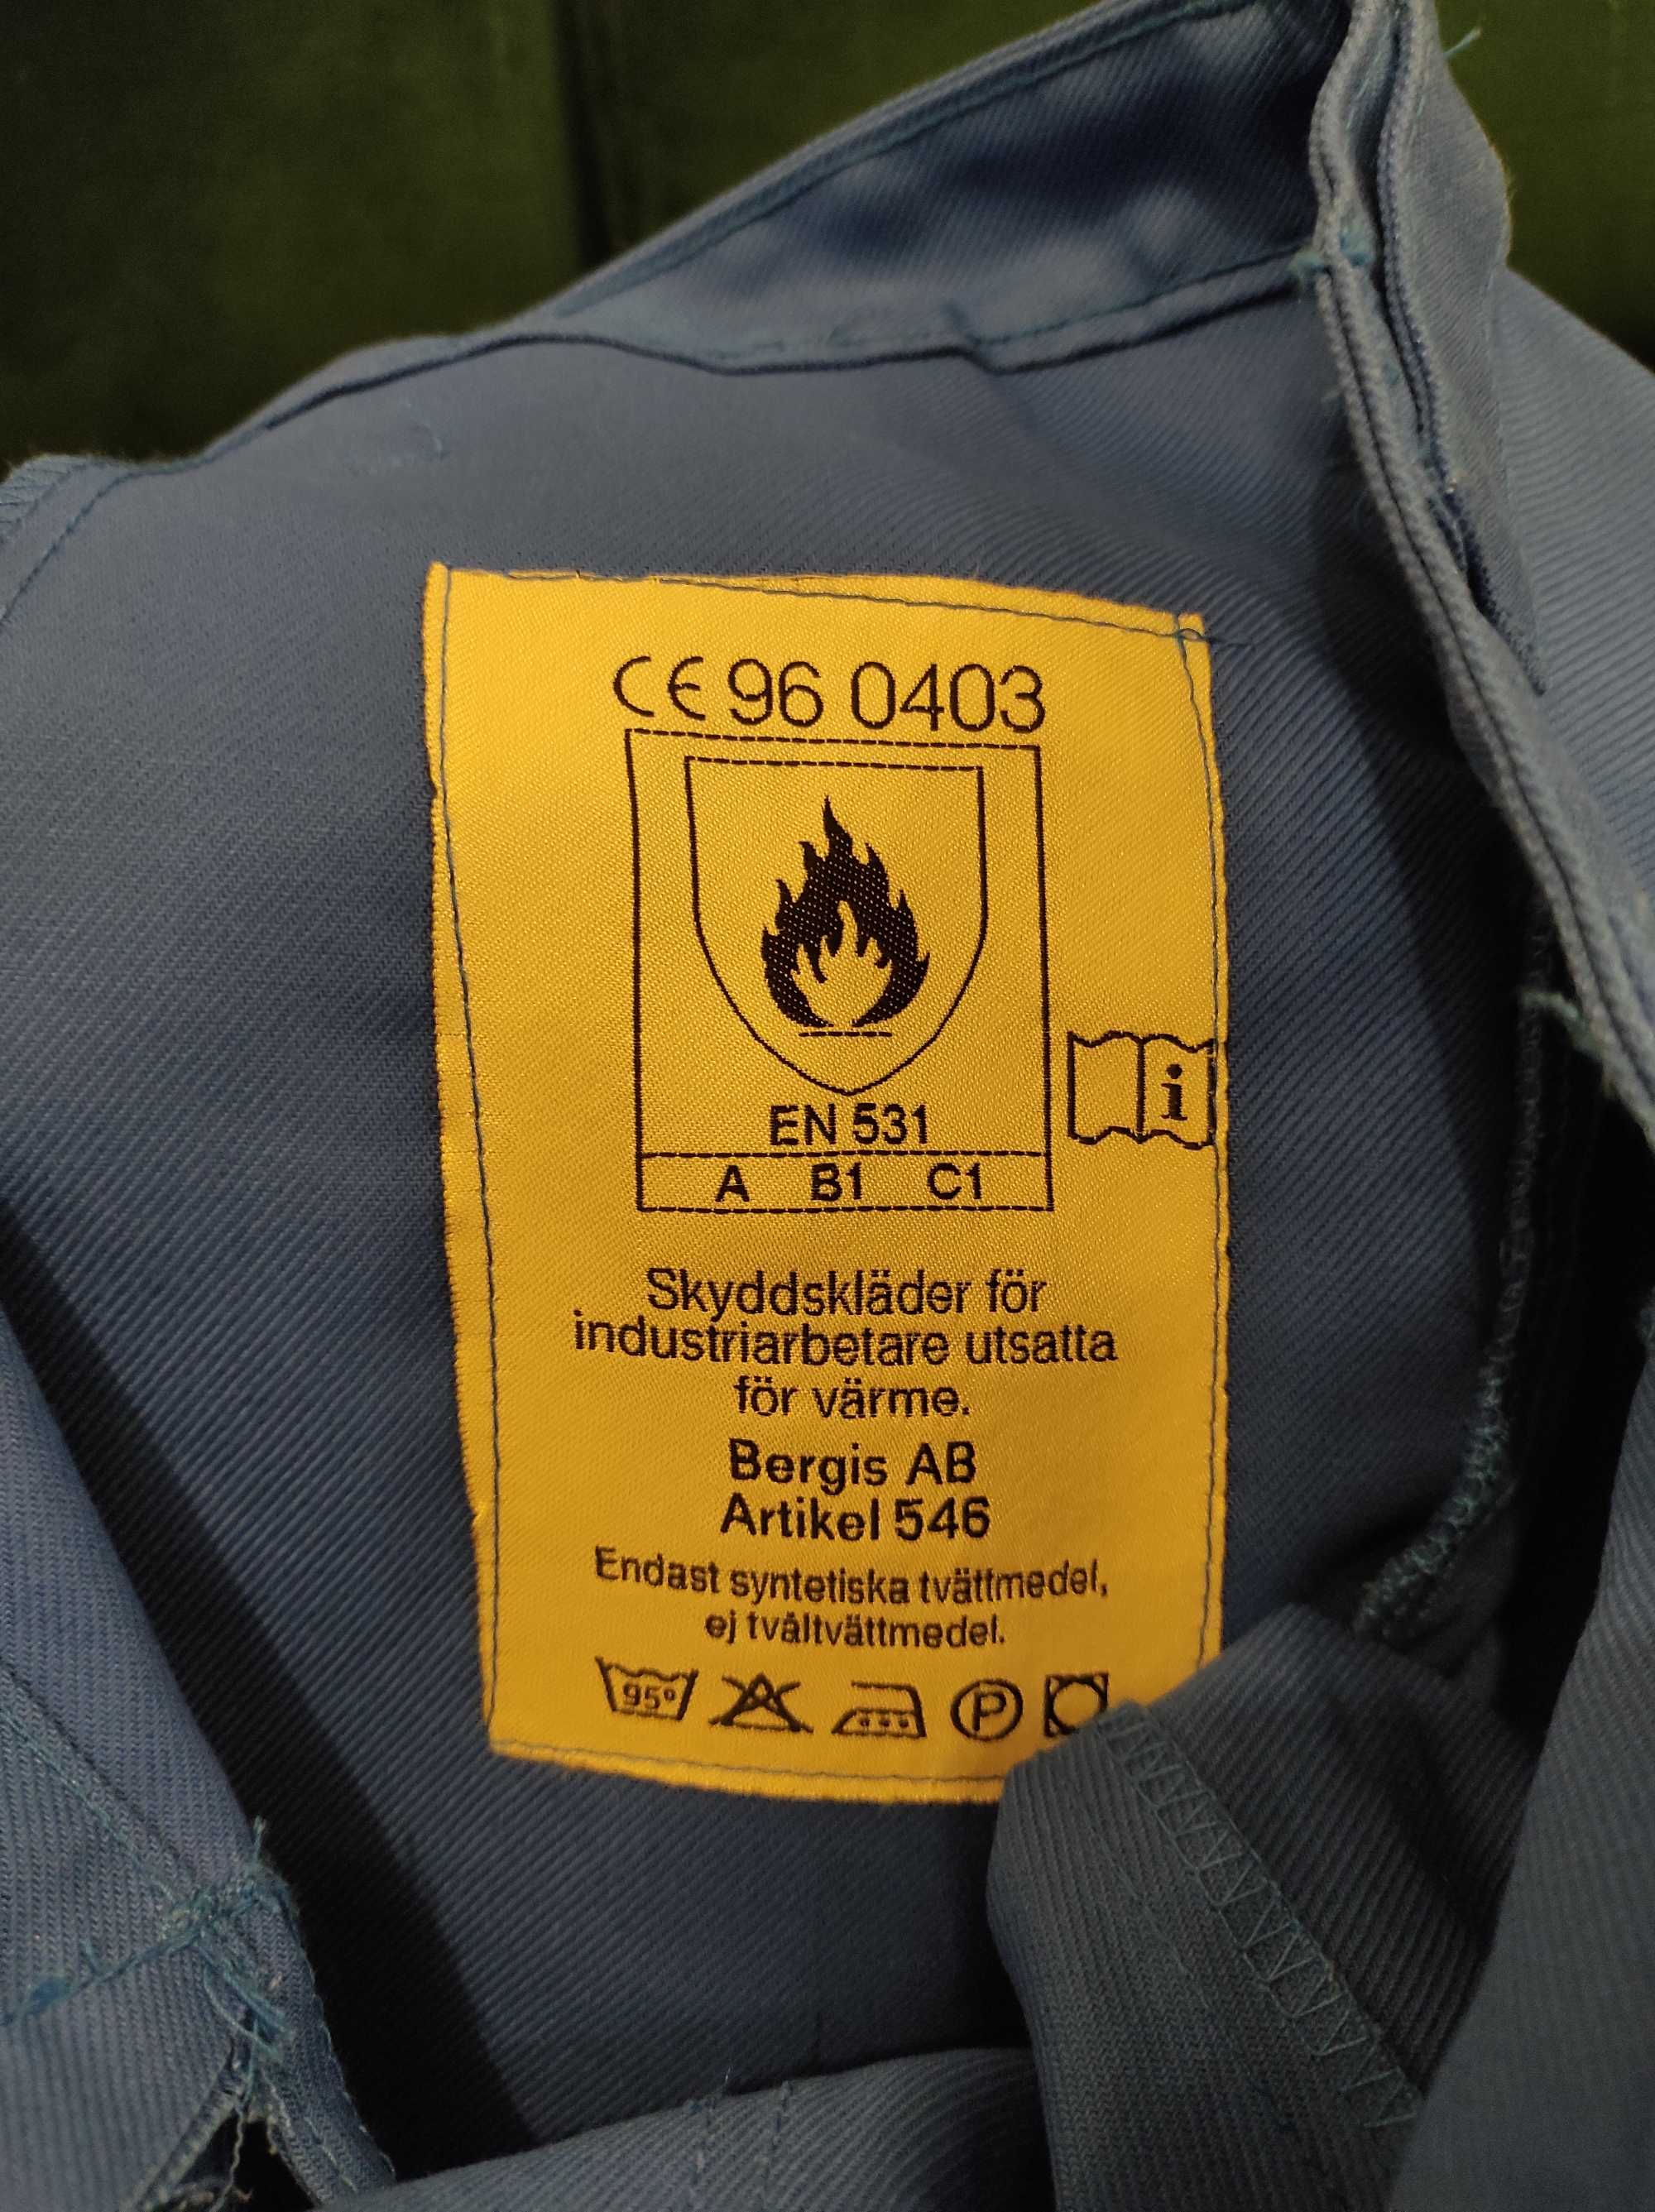 CE 96 0403
EN 531
i
A B1 C1
Skyddskläder för
industriarbetare utsatta
för värme.
Bergis AB
Artikel 546
Endast syntetiska tvättmedel,
ej tvåltvättmedel.
95° P